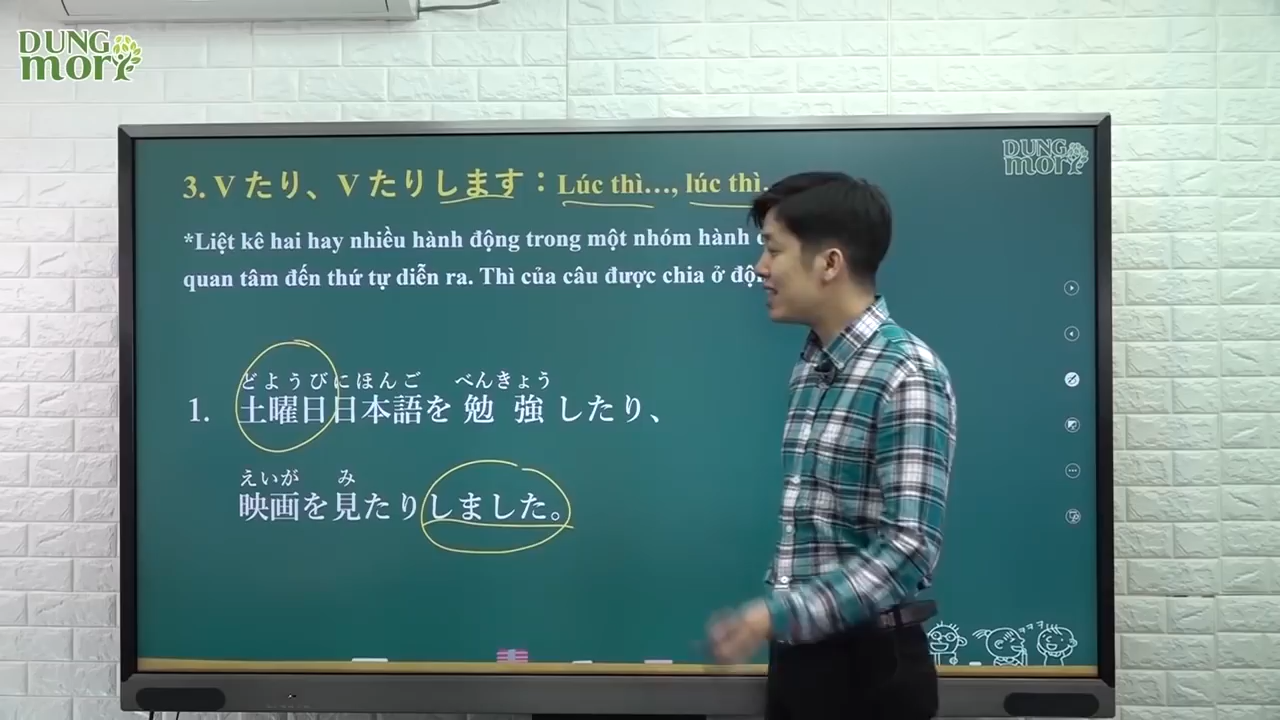 DUNG
mori
DUNG
mori
3. V たり、V たりします：Lúc thì…, lúc thì…
*Liệt kê hai hay nhiều hành động trong một nhóm hành
quan tâm đến thứ tự diễn ra. Thì của câu được chia ở
どようびにほんご べんきょう
1. 土曜日日本語を勉強したり、
えいが み
映画を見たりしました。